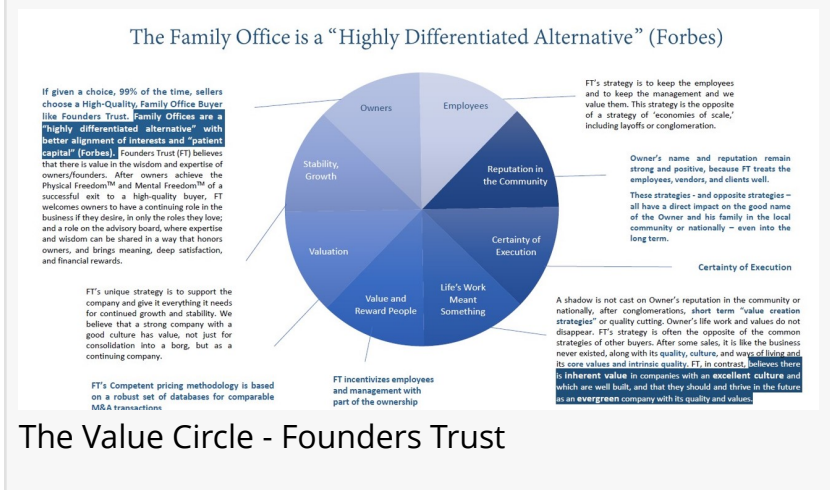 The Family Office is a “Highly Differentiated Alternative” (Forbes)
If given a choice, 99% of the time, sellers
choose a High-Quality, Family Office Buyer
like Founders Trust. Family Offices are a
“highly differentiated alternative” with
better alignment of interests and “patient
capital” (Forbes). Founders Trust (FT) believes
that there is value in the wisdom and expertise of
owners/founders. After owners achieve the
Physical Freedom™ and Mental Freedom™ of a
successful exit to a high-quality buyer, FT
welcomes owners to have a continuing role in the
business if they desire, in only the roles they love;
and a role on the advisory board, where expertise
and wisdom can be shared in a way that honors
owners, and brings meaning, deep satisfaction,
and financial rewards.
FT’s unique strategy is to support the
company and give it everything it needs
for continued growth and stability. We
believe that a strong company with a
good culture has value, not just for
consolidation into a borg, but as a
continuing company.
FT’s Competent pricing methodology is based
on a robust set of databases for comparable
M&A transactions
Owners
Employees
Stability,
Growth
Reputation in
the Community
Valuation
Certainty of
Execution
Value and
Reward People
Life’s Work
Meant
Something
FT incentivizes employees
and management with
part of the ownership
FT’s strategy is to keep the employees
and to keep the management and we
value them. This strategy is the opposite
of a strategy of ‘economies of scale,’
including layoffs or conglomeration.
Owner’s name and reputation remain
strong and positive, because FT treats the
employees, vendors, and clients well.
These strategies - and opposite strategies –
all have a direct impact on the good name
of the Owner and his family in the local
community or nationally – even into the
long term.
Certainty of Execution
A shadow is not cast on Owner’s reputation in the community or
nationally, after conglomerations, short term “value creation
strategies” or quality cutting. Owner’s life work and values do not
disappear. FT’s strategy is often the opposite of the common
strategies of other buyers. After some sales, it is like the business
never existed, along with its quality, culture, and ways of living and
its core values and intrinsic quality. FT, in contrast, believes there
is inherent value in companies with an excellent culture and
which are well built, and that they should and thrive in the future
as an evergreen company with its quality and values.
The Value Circle - Founders Trust